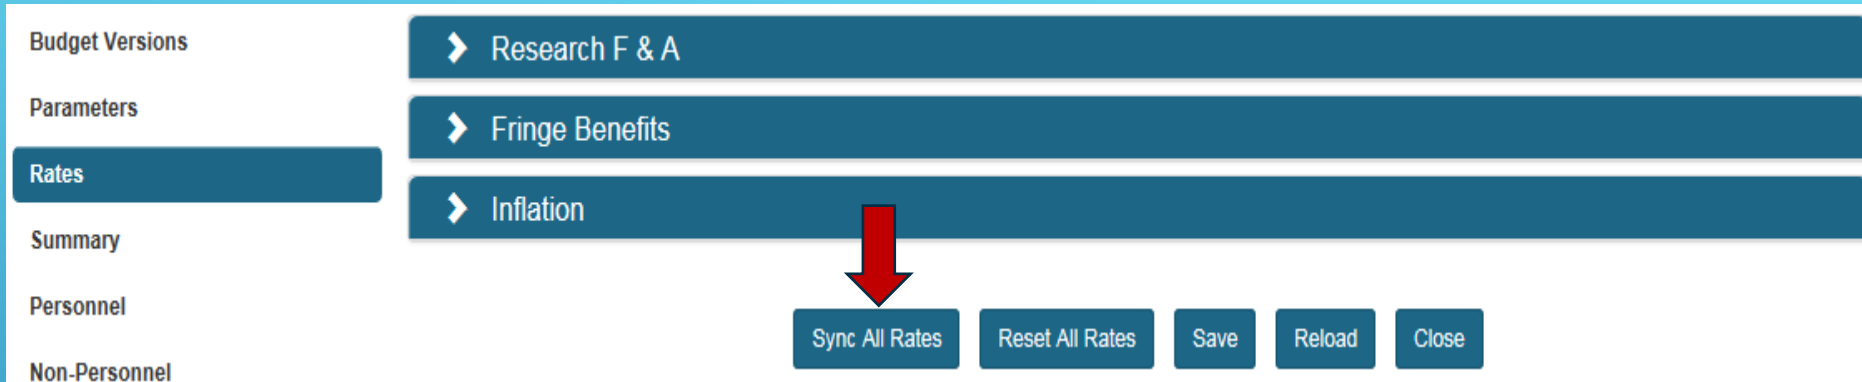 Budget Versions
Parameters
Rates
Summary
Personnel
Non-Personnel
Research F & A
Fringe Benefits
Inflation
Sync All Rates Reset All Rates Save Reload Close